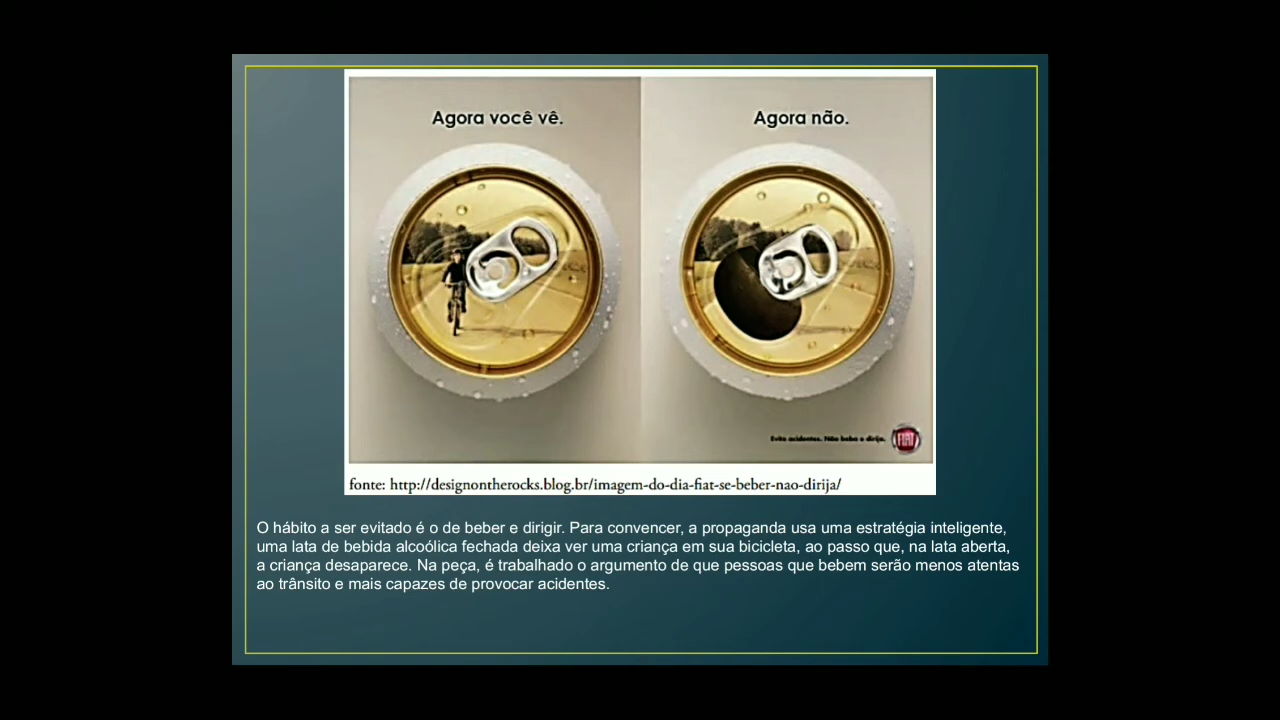 Agora você vê.
Agora não.
Evite acidentes. Não beba e dirija.
FIAT
fonte: http://designontherocks.blog.br/imagem-do-dia-fiat-se-beber-nao-dirija/
O hábito a ser evitado é o de beber e dirigir. Para convencer, a propaganda usa uma estratégia inteligente,
uma lata de bebida alcoólica fechada deixa ver uma criança em sua bicicleta, ao passo que, na lata aberta,
a criança desaparece. Na peça, é trabalhado o argumento de que pessoas que bebem serão menos atentas
ao trânsito e mais capazes de provocar acidentes.